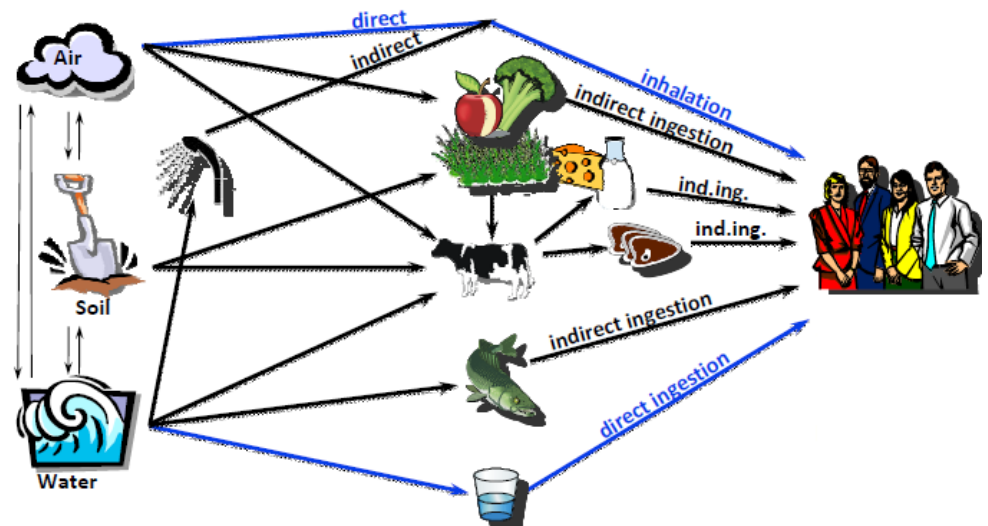 direct
Air
indirect
inhalation
indirect ingestion
ind.ing.
ind.ing.
Soil
indirect ingestion
direct ingestion
Water